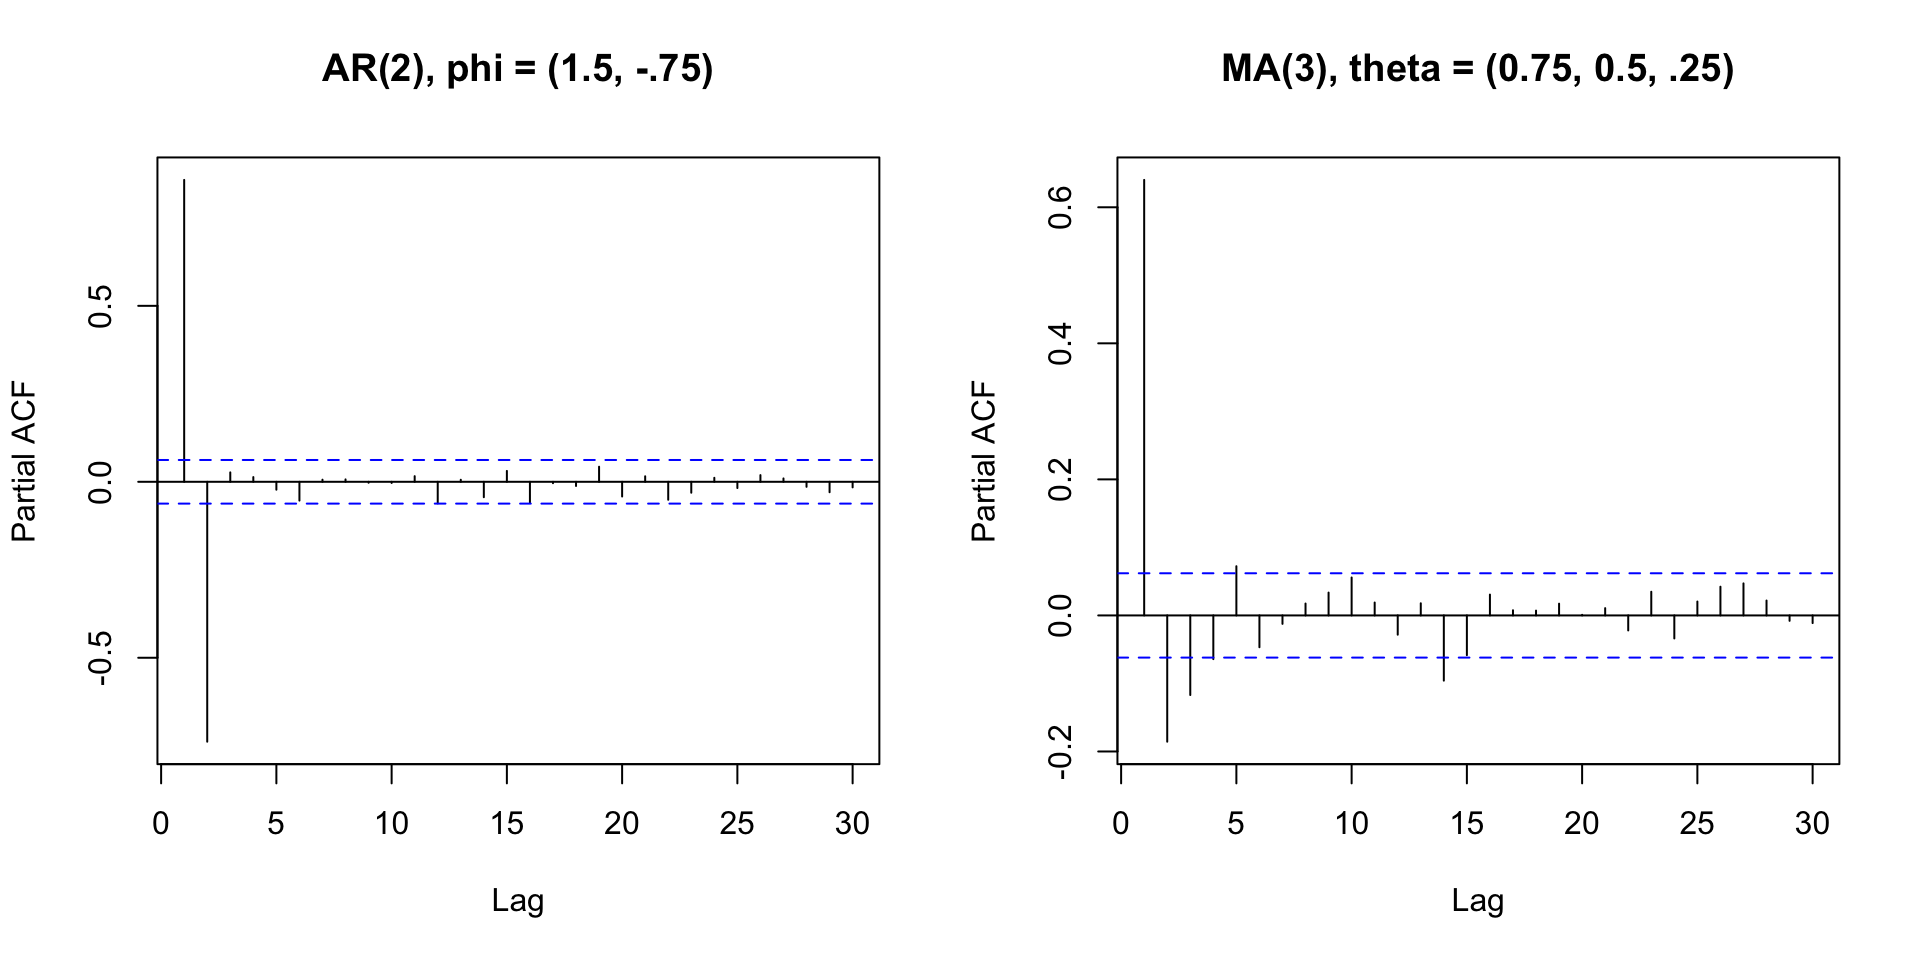 AR(2), phi = (1.5, -.75)
Partial ACF
0.5
0.0
-0.5
0 5 10 15 20 25 30
Lag
MA(3), theta = (0.75, 0.5, .25)
Partial ACF
0.6
0.4
0.2
0.0
-0.2
0 5 10 15 20 25 30
Lag